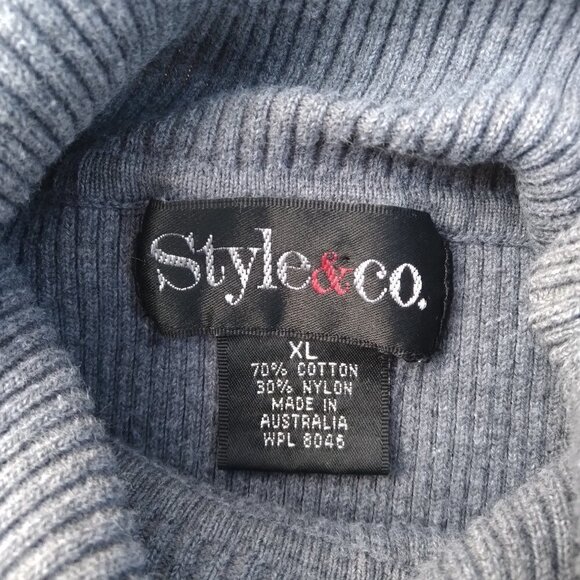 Style&co.
XL
70% COTTON
30% NYLON
MADE IN
AUSTRALIA
WPL 8046